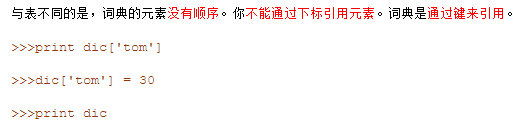 与表不同的是，词典的元素没有顺序。你不能通过下标引用元素。词典是通过键来引用。
>>>print dic['tom']
>>>dic['tom'] = 30
>>>print dic